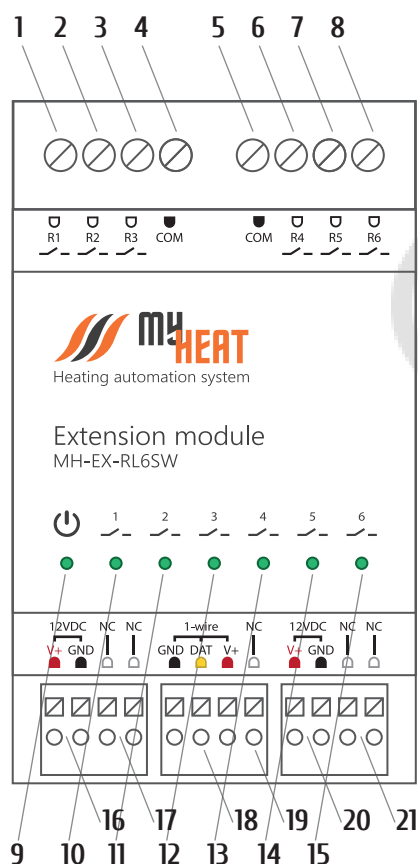 1 2 3 4 5 6 7 8
R1 R2 R3 COM COM R4 R5 R6
my
HEAT
Heating automation system
Extension module
MH-EX-RL6SW
1 2 3 4 5 6
12VDC NC NC 1-wire NC 12VDC NC NC
V+ GND GND DAT V+ V+ GND
16 17 18 19 20 21
9 10 11 12 13 14 15